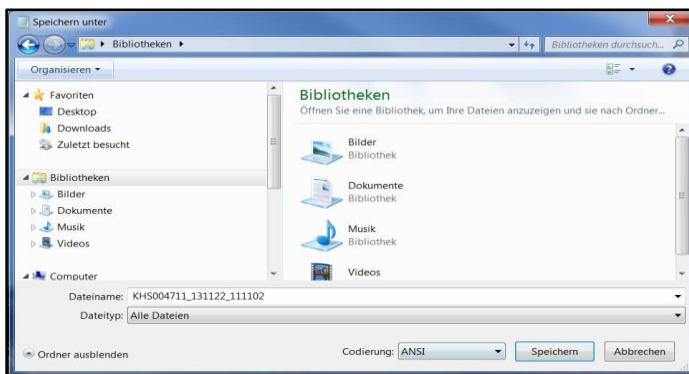 Speichern unter
Bibliotheken
Bibliotheken durchsuch...
Organisieren
Favoriten
Desktop
Downloads
Zuletzt besucht
Bibliotheken
Bilder
Dokumente
Musik
Videos
Computer
Bibliotheken
Öffnen Sie eine Bibliothek, um Ihre Dateien anzuzeigen und sie nach Ordner...
Bilder
Bibliothek
Dokumente
Bibliothek
Musik
Bibliothek
Videos
Dateiname: KHS004711_131122_111102
Dateityp: Alle Dateien
Ordner ausblenden Codierung: ANSI Speichern Abbrechen